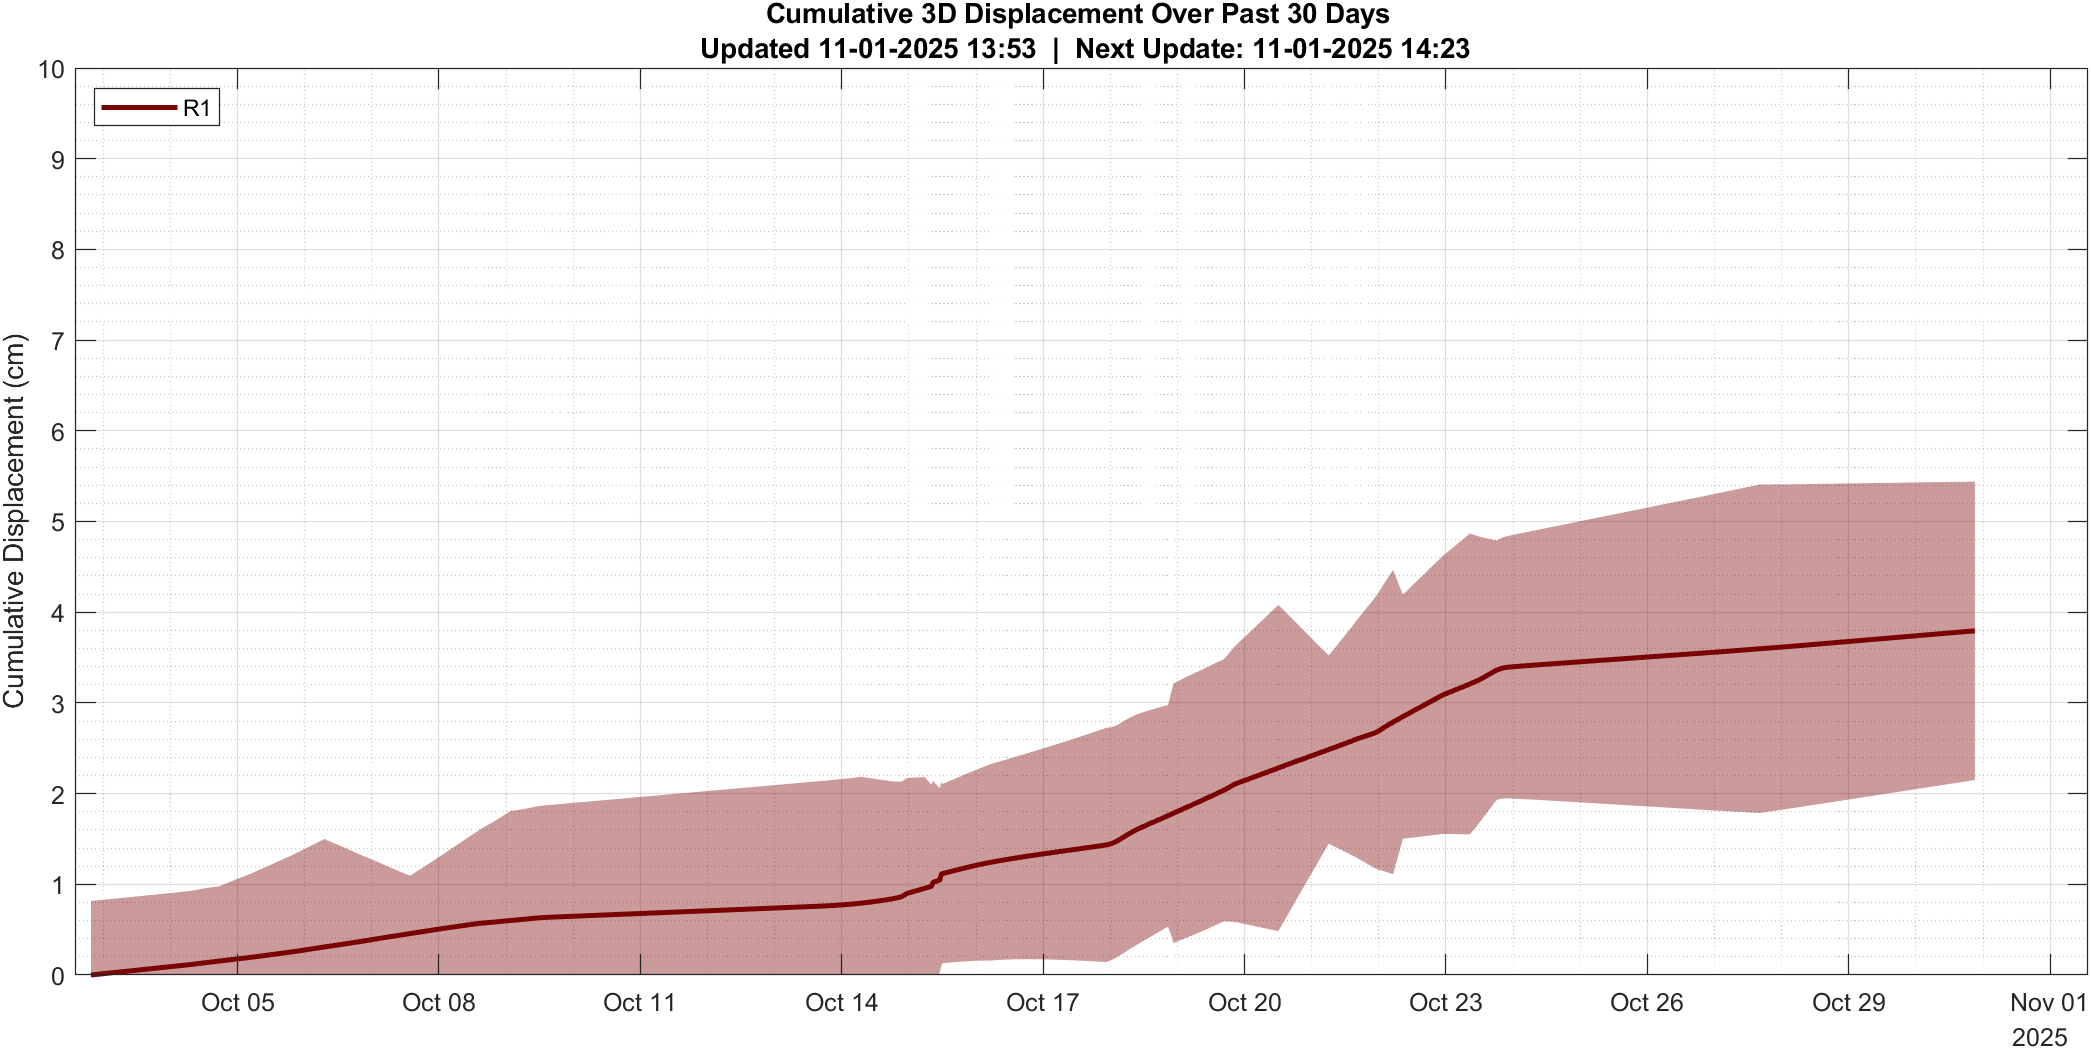 Cumulative 3D Displacement Over Past 30 Days
Updated 11-01-2025 13:53 | Next Update: 11-01-2025 14:23
R1
Cumulative Displacement (cm)
10
9
8
7
6
5
4
3
2
1
0
Oct 05 Oct 08 Oct 11 Oct 14 Oct 17 Oct 20 Oct 23 Oct 26 Oct 29 Nov 01
2025